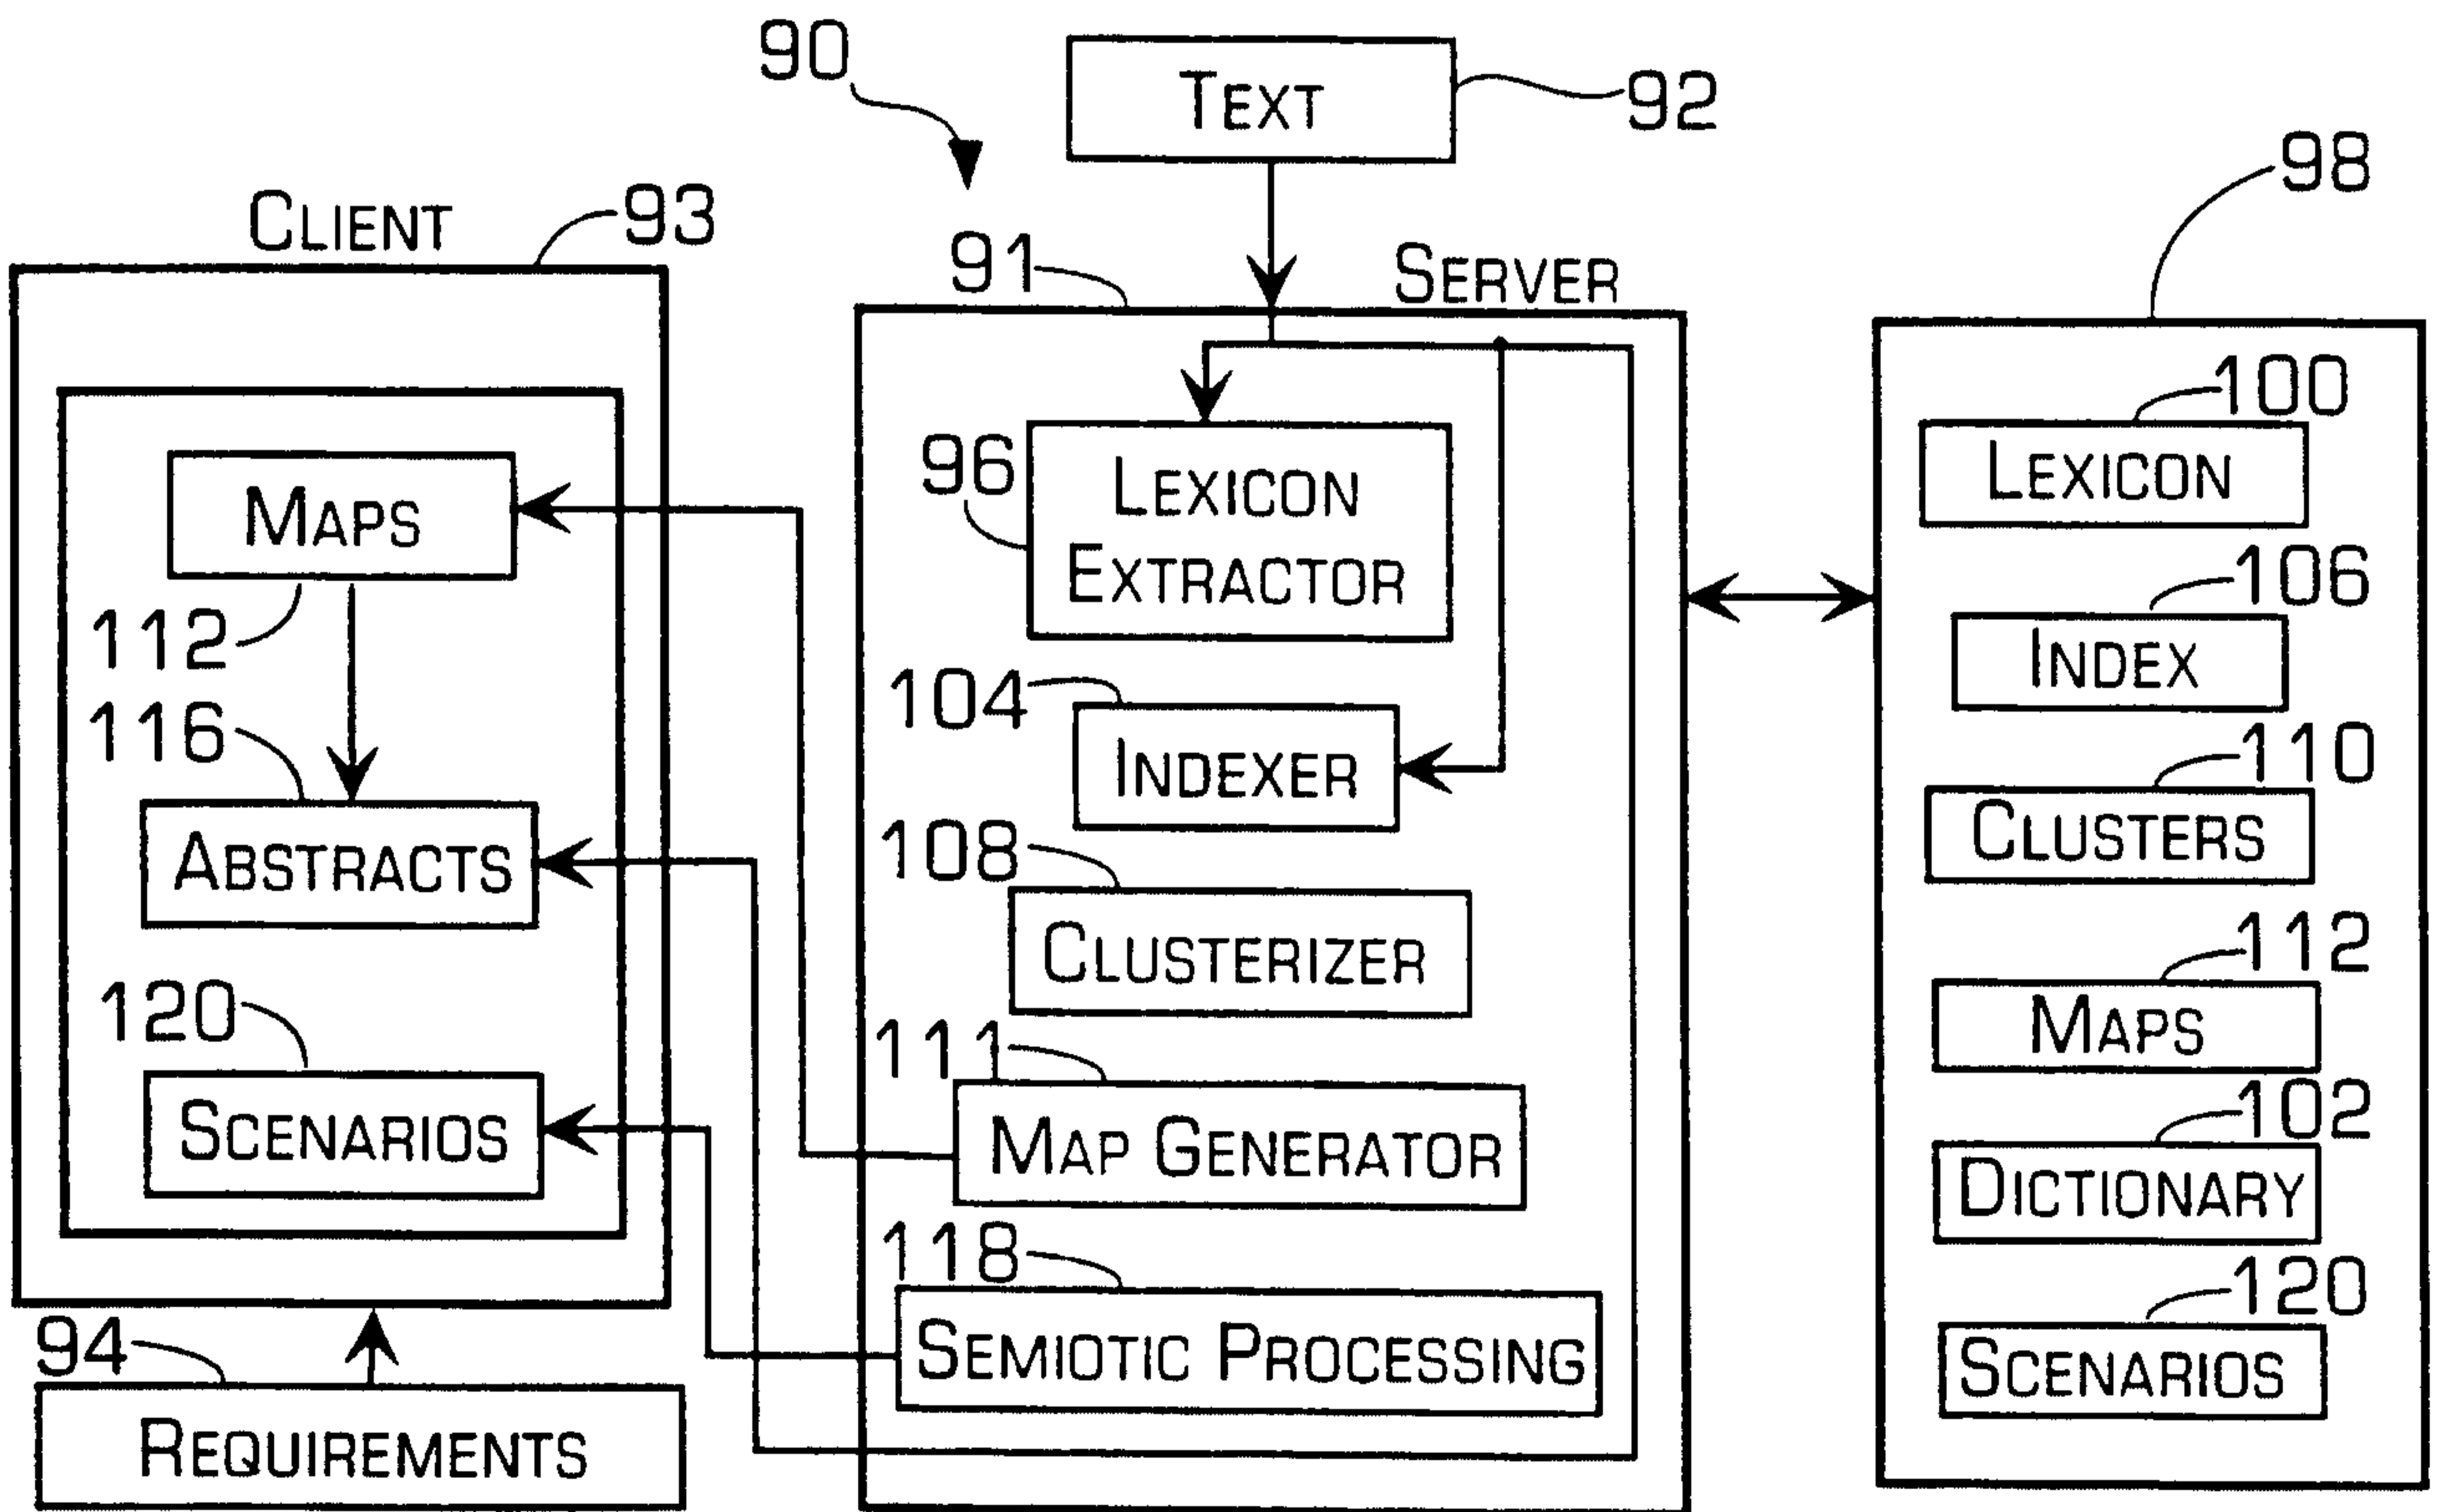 90
TEXT
92
98
CLIENT
93
91
SERVER
MAPS
112
116
ABSTRACTS
120
SCENARIOS
94
REQUIREMENTS
96
LEXICON
EXTRACTOR
104
INDEXER
108
CLUSTERIZER
111
MAP GENERATOR
118
SEMIOTIC PROCESSING
100
LEXICON
106
INDEX
110
CLUSTERS
112
MAPS
102
DICTIONARY
120
SCENARIOS